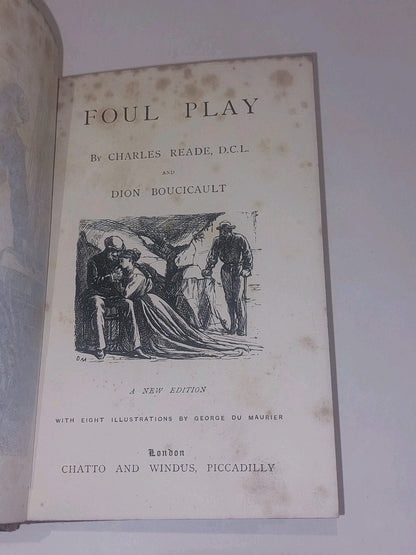 FOUL PLAY
By CHARLES READE, D.C.L.
AND
DION BOUCICAULT
DM
A NEW EDITION
WITH EIGHT ILLUSTRATIONS BY GEORGE DU MAURIER
London
CHATTO AND WINDUS, PICCADILLY